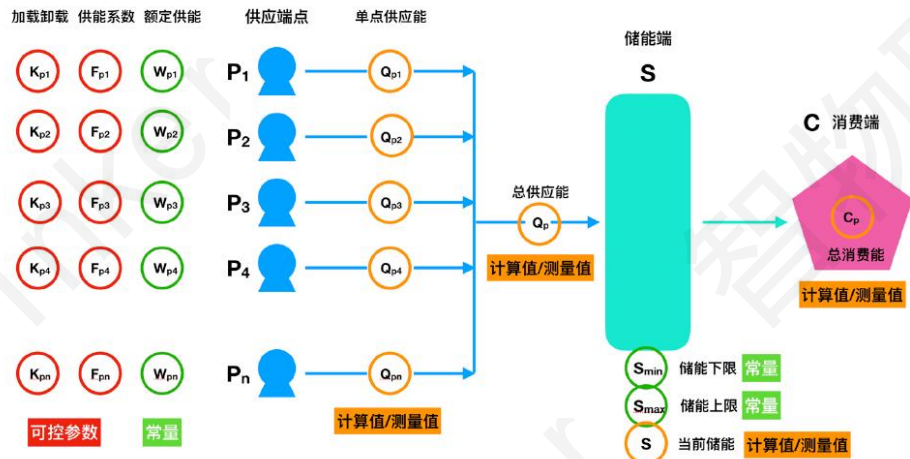 加载卸载 供能系数 额定供能 供应端点 单点供应能
储能端
S
Kp1 Fp1 Wp1 P1 Qp1
Kp2 Fp2 Wp2 P2 Qp2
C 消费端
Kp3 Fp3 Wp3 P3 Qp3
总供应能
Qp
Cp
总消费能
Kp4 Fp4 Wp4 P4 Qp4
计算值/测量值
计算值/测量值
Kpn Fpn Wpn Pn Qpn
Smin 储能下限 常量
Smax 储能上限 常量
可控参数 常量 计算值/测量值
S 当前储能 计算值/测量值
inker
智物